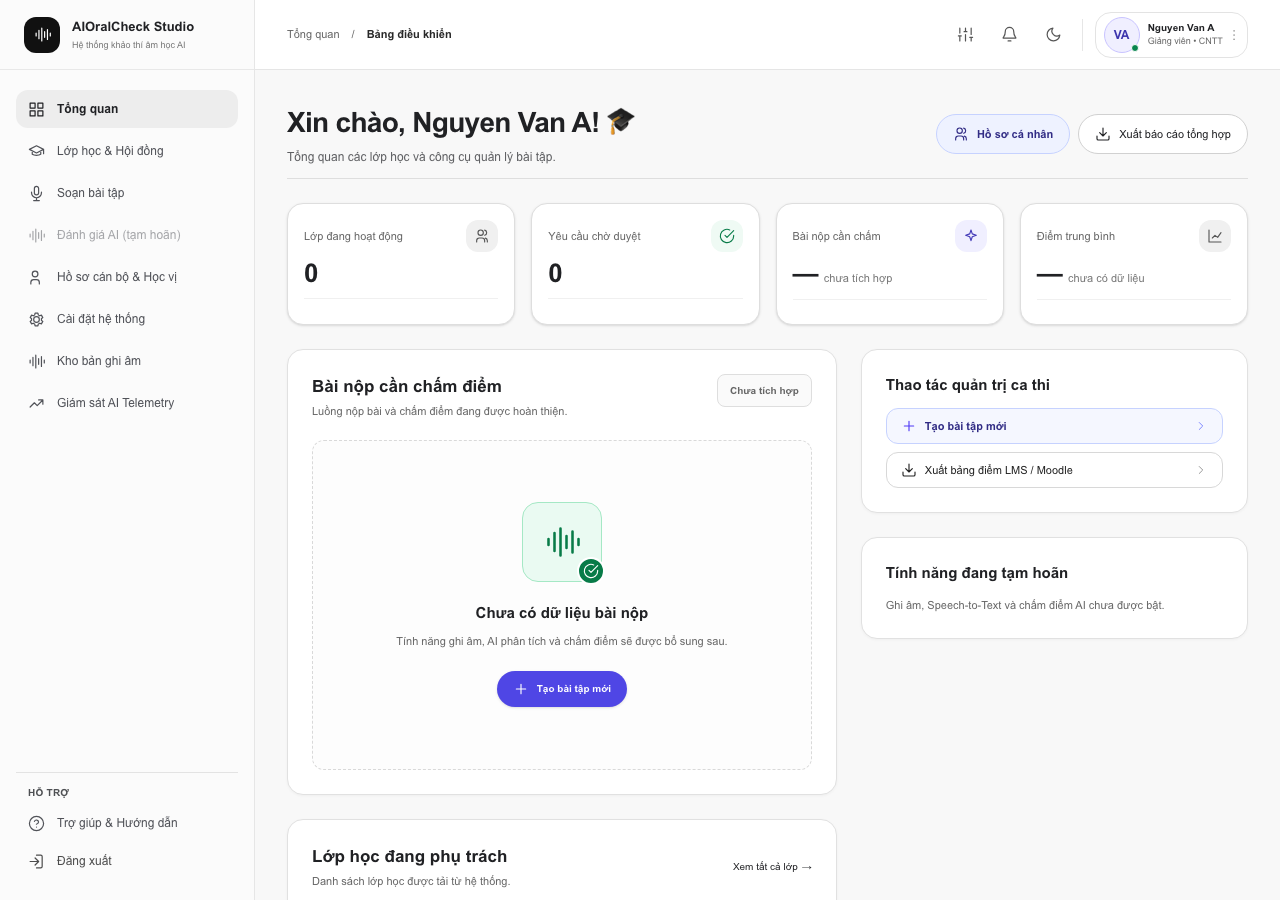 AIOralCheck Studio
Hệ thống khảo thí âm học AI
Tổng quan
Lớp học & Hội đồng
Soạn bài tập
Đánh giá AI (tạm hoãn)
Hồ sơ cán bộ & Học vị
Cài đặt hệ thống
Kho bản ghi âm
Giám sát AI Telemetry
HỖ TRỢ
Trợ giúp & Hướng dẫn
Đăng xuất
Tổng quan / Bảng điều khiển
VA
Nguyen Van A
Giảng viên • CNTT
Xin chào, Nguyen Van A! 🎓
Tổng quan các lớp học và công cụ quản lý bài tập.
Hồ sơ cá nhân
Xuất báo cáo tổng hợp
Lớp đang hoạt động
0
Yêu cầu chờ duyệt
0
Bài nộp cần chấm
— chưa tích hợp
Điểm trung bình
— chưa có dữ liệu
Bài nộp cần chấm điểm
Luồng nộp bài và chấm điểm đang được hoàn thiện.
Chưa tích hợp
Chưa có dữ liệu bài nộp
Tính năng ghi âm, AI phân tích và chấm điểm sẽ được bổ sung sau.
Tạo bài tập mới
Thao tác quản trị ca thi
Tạo bài tập mới
Xuất bảng điểm LMS / Moodle
Tính năng đang tạm hoãn
Ghi âm, Speech-to-Text và chấm điểm AI chưa được bật.
Lớp học đang phụ trách
Danh sách lớp học được tải từ hệ thống.
Xem tất cả lớp →